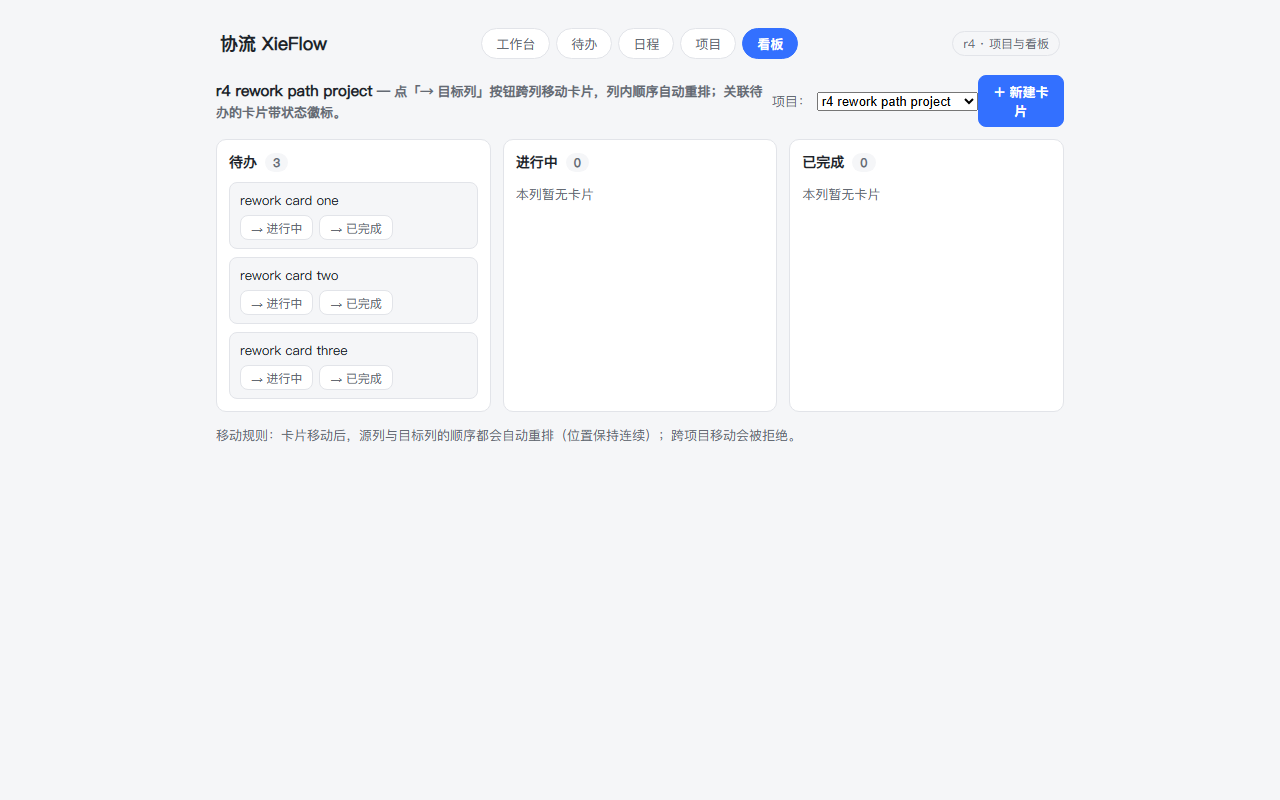 协流 XieFlow
工作台
待办
日程
项目
看板
r4 · 项目与看板
r4 rework path project — 点「→ 目标列」按钮跨列移动卡片，列内顺序自动重排；关联待
办的卡片带状态徽标。
项目：
r4 rework path project
＋ 新建卡
片
待办 3
rework card one
→ 进行中
→ 已完成
rework card two
→ 进行中
→ 已完成
rework card three
→ 进行中
→ 已完成
进行中 0
本列暂无卡片
已完成 0
本列暂无卡片
移动规则：卡片移动后，源列与目标列的顺序都会自动重排（位置保持连续）；跨项目移动会被拒绝。